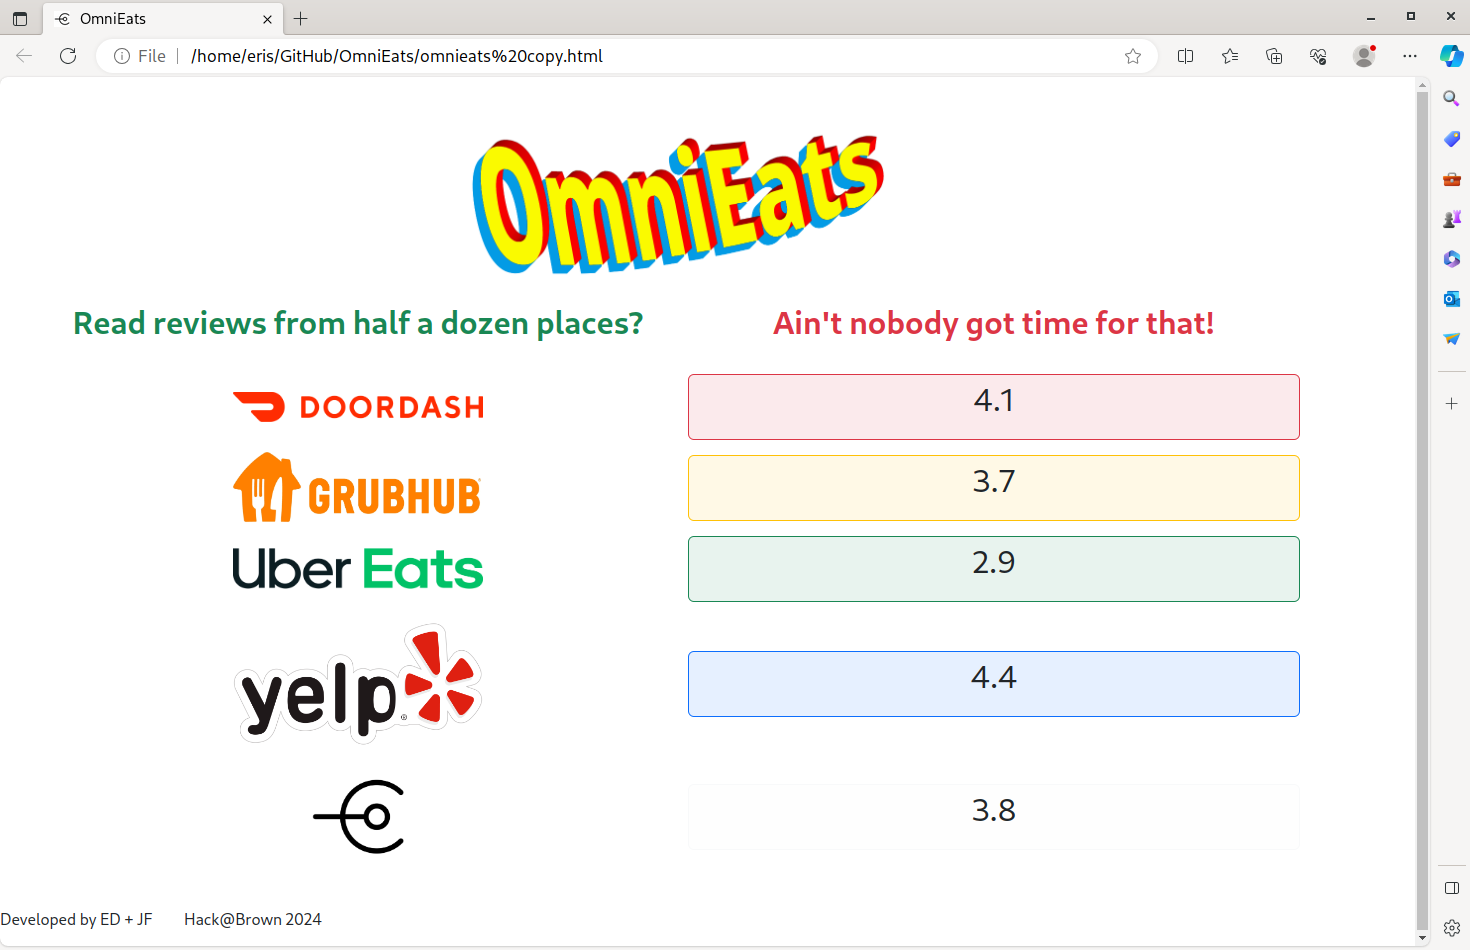 OmniEats
File
/home/eris/GitHub/OmniEats/omnieats%20copy.html
OmniEats
Read reviews from half a dozen places?
Ain't nobody got time for that!
DOORDASH
4.1
GRUBHUB
3.7
Uber Eats
2.9
yelp
4.4
3.8
Developed by ED + JF
Hack@Brown 2024